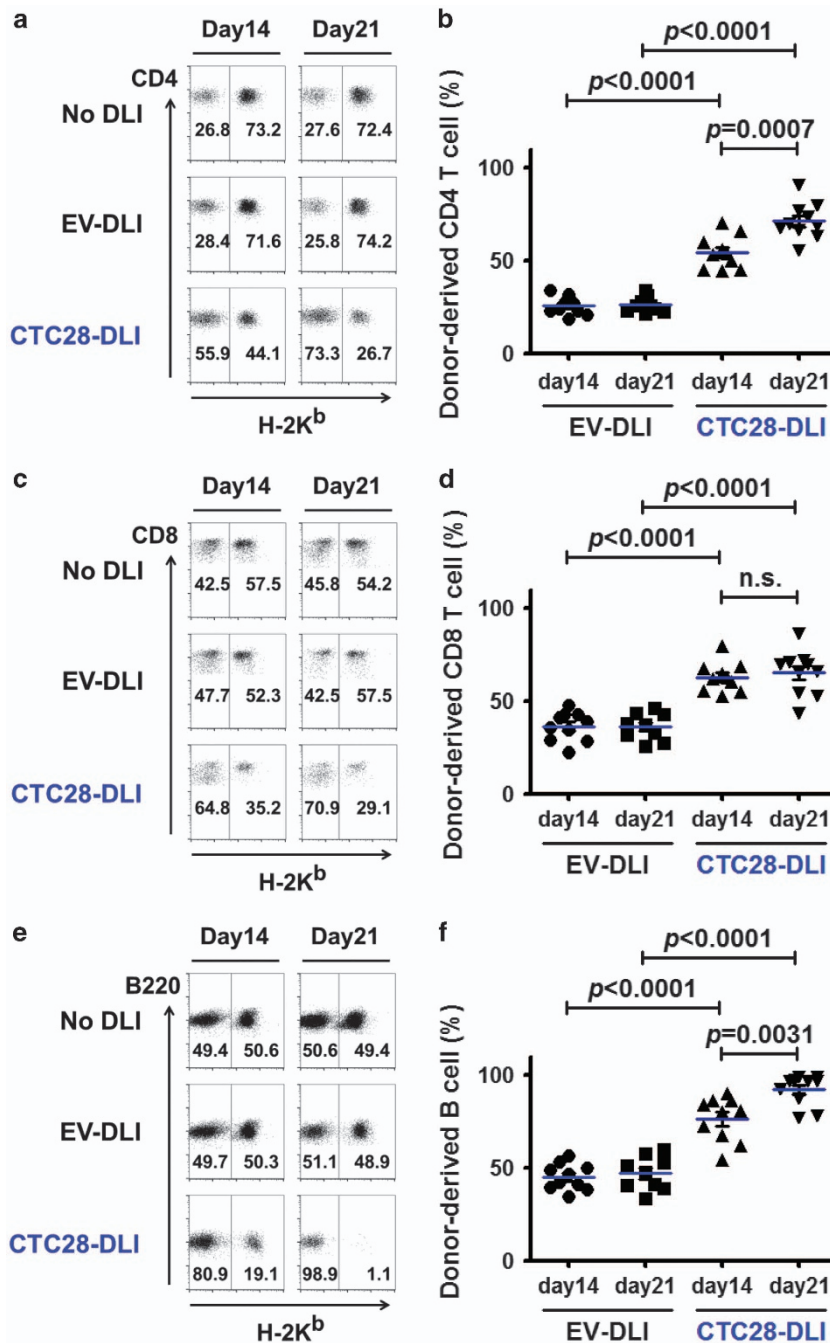 a
Day14 Day21
CD4
No DLI
26.8 73.2 27.6 72.4
EV-DLI
28.4 71.6 25.8 74.2
CTC28-DLI
55.9 44.1 73.3 26.7
H-2Kb
b
p<0.0001
p<0.0001
p=0.0007
Donor-derived CD4 T cell (%)
100
50
0
day14 day21 day14 day21
EV-DLI CTC28-DLI
c
Day14 Day21
CD8
No DLI
42.5 57.5 45.8 54.2
EV-DLI
47.7 52.3 42.5 57.5
CTC28-DLI
64.8 35.2 70.9 29.1
H-2Kb
d
p<0.0001
p<0.0001
n.s.
Donor-derived CD8 T cell (%)
100
50
0
day14 day21 day14 day21
EV-DLI CTC28-DLI
e
Day14 Day21
B220
No DLI
49.4 50.6 50.6 49.4
EV-DLI
49.7 50.3 51.1 48.9
CTC28-DLI
80.9 19.1 98.9 1.1
H-2Kb
f
p<0.0001
p<0.0001
p=0.0031
Donor-derived B cell (%)
100
50
0
day14 day21 day14 day21
EV-DLI CTC28-DLI